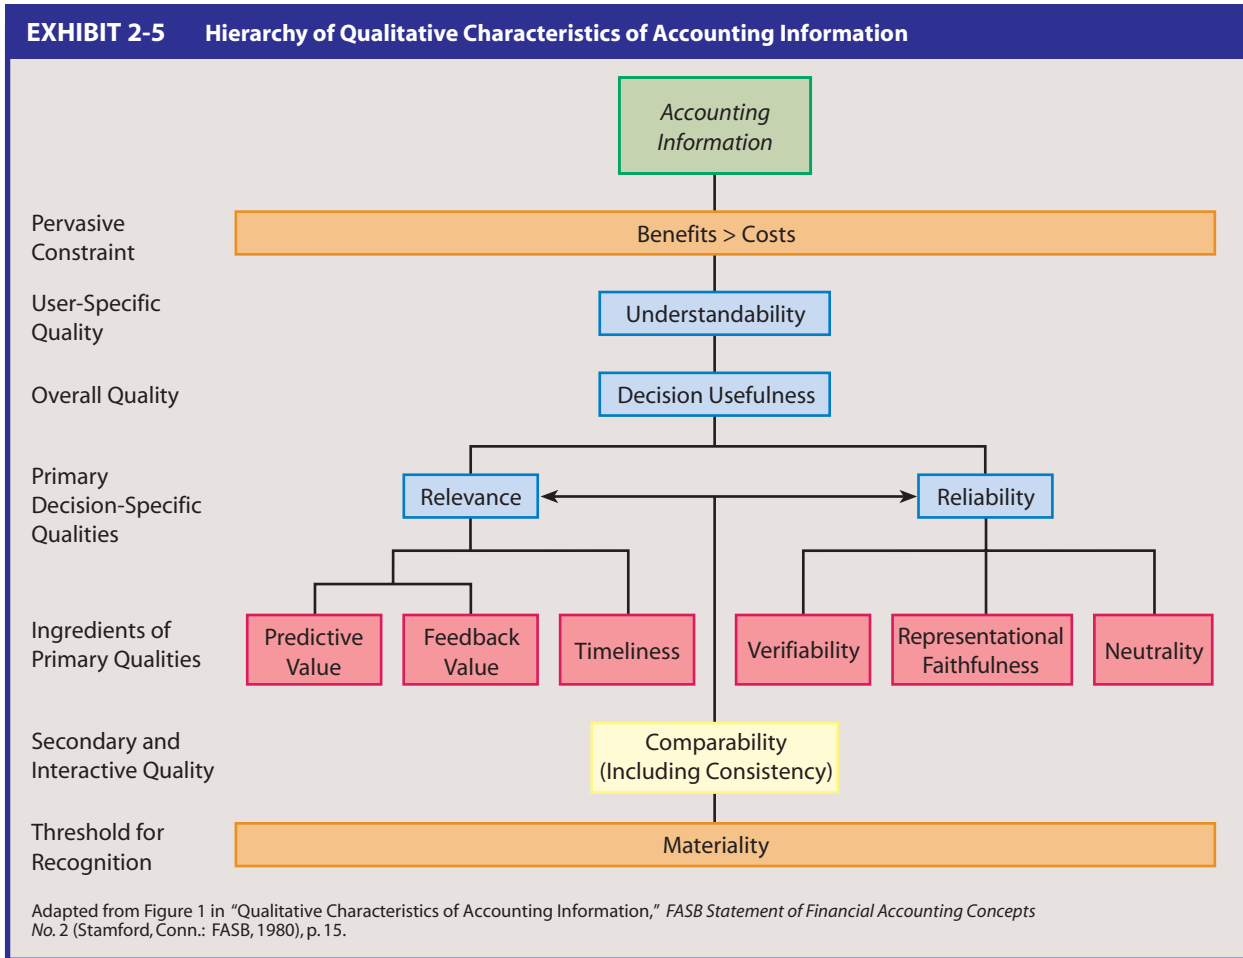 EXHIBIT 2-5 Hierarchy of Qualitative Characteristics of Accounting Information
Accounting
Information
Pervasive
Constraint
Benefits > Costs
User-Specific
Quality
Understandability
Overall Quality
Decision Usefulness
Primary
Decision-Specific
Qualities
Relevance
Reliability
Ingredients of
Primary Qualities
Predictive
Value
Feedback
Value
Timeliness
Verifiability
Representational
Faithfulness
Neutrality
Secondary and
Interactive Quality
Comparability
(Including Consistency)
Threshold for
Recognition
Materiality
Adapted from Figure 1 in “Qualitative Characteristics of Accounting Information,” FASB Statement of Financial Accounting Concepts
No. 2 (Stamford, Conn.: FASB, 1980), p. 15.